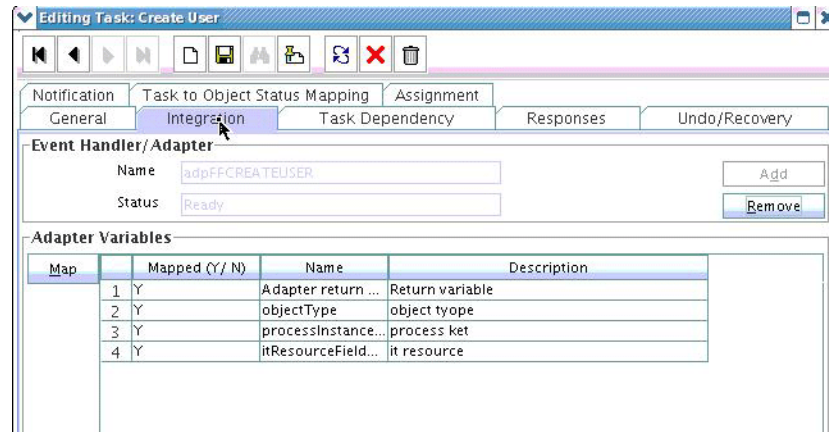 Editing Task: Create User
Notification Task to Object Status Mapping Assignment
General Integration Task Dependency Responses Undo/Recovery
Event Handler/Adapter
Name adpFFCREATEUSER Add
Status Ready Remove
Adapter Variables
Map Mapped (Y/ N) Name Description
1 Y Adapter return ... Return variable
2 Y objectType object tyope
3 Y processInstance... process ket
4 Y itResourceField... it resource